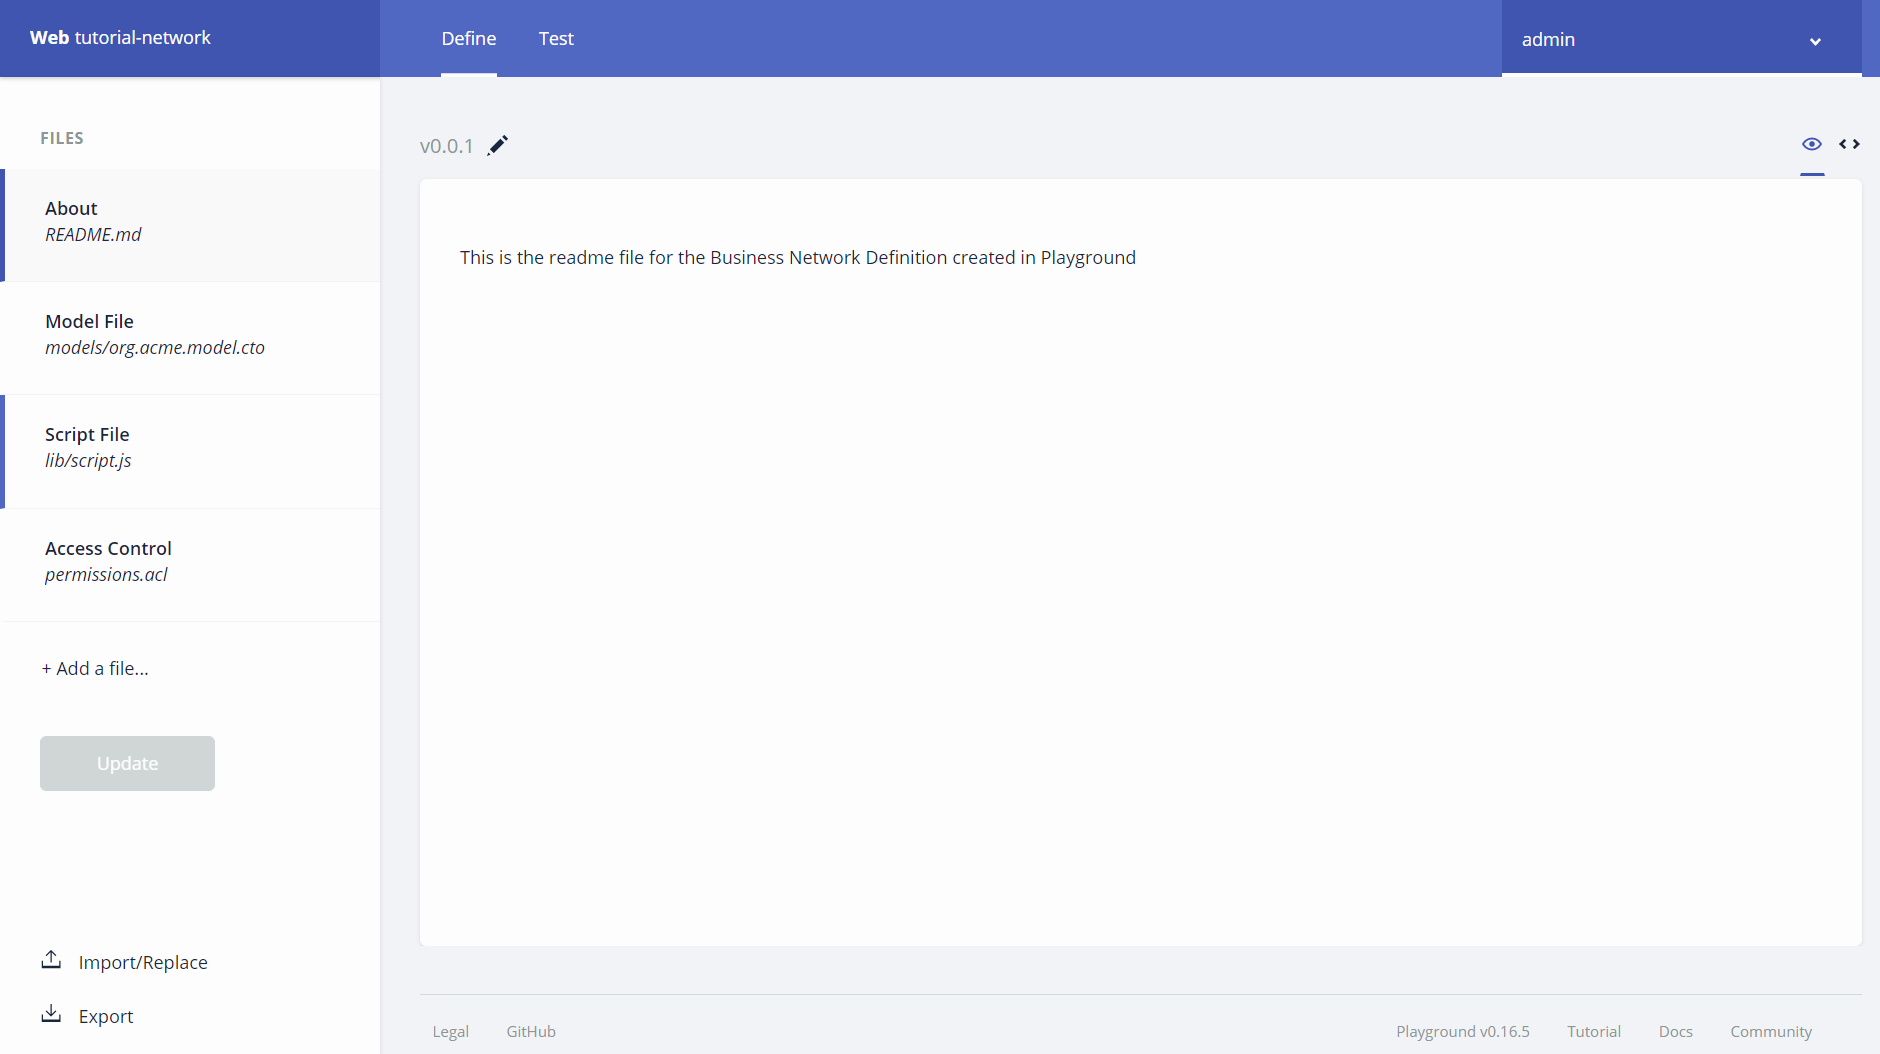 Web tutorial-network
Define
Test
admin
FILES
About
README.md
Model File
models/org.acme.model.cto
Script File
lib/script.js
Access Control
permissions.acl
+ Add a file...
Update
Import/Replace
Export
v0.0.1
This is the readme file for the Business Network Definition created in Playground
Legal
GitHub
Playground v0.16.5
Tutorial
Docs
Community